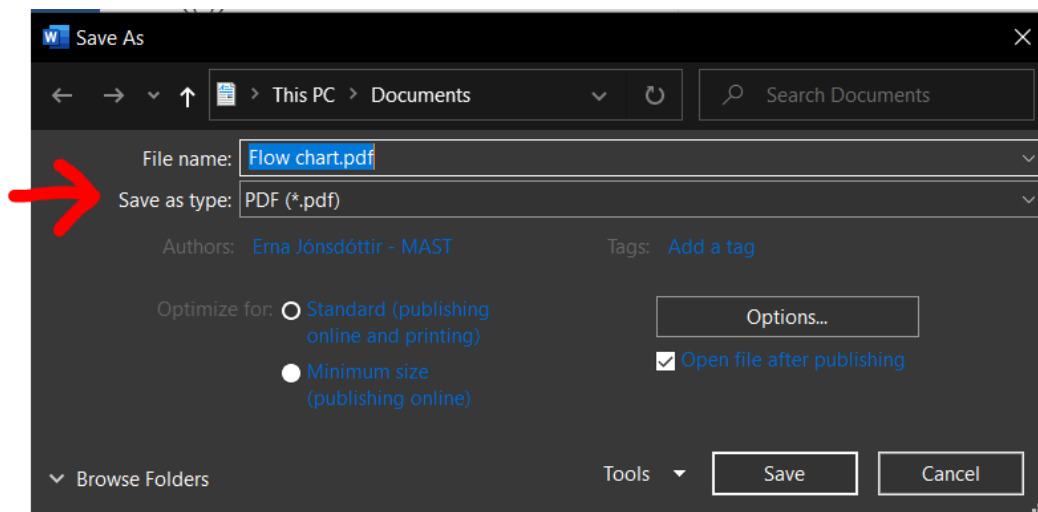 W Save As
This PC > Documents
Search Documents
File name: Flow chart.pdf
Save as type: PDF (*.pdf)
Authors: Erna Jónsdóttir - MAST
Tags: Add a tag
Optimize for: Standard (publishing
online and printing)
Minimum size
(publishing online)
Options...
Open file after publishing
Browse Folders
Tools
Save
Cancel